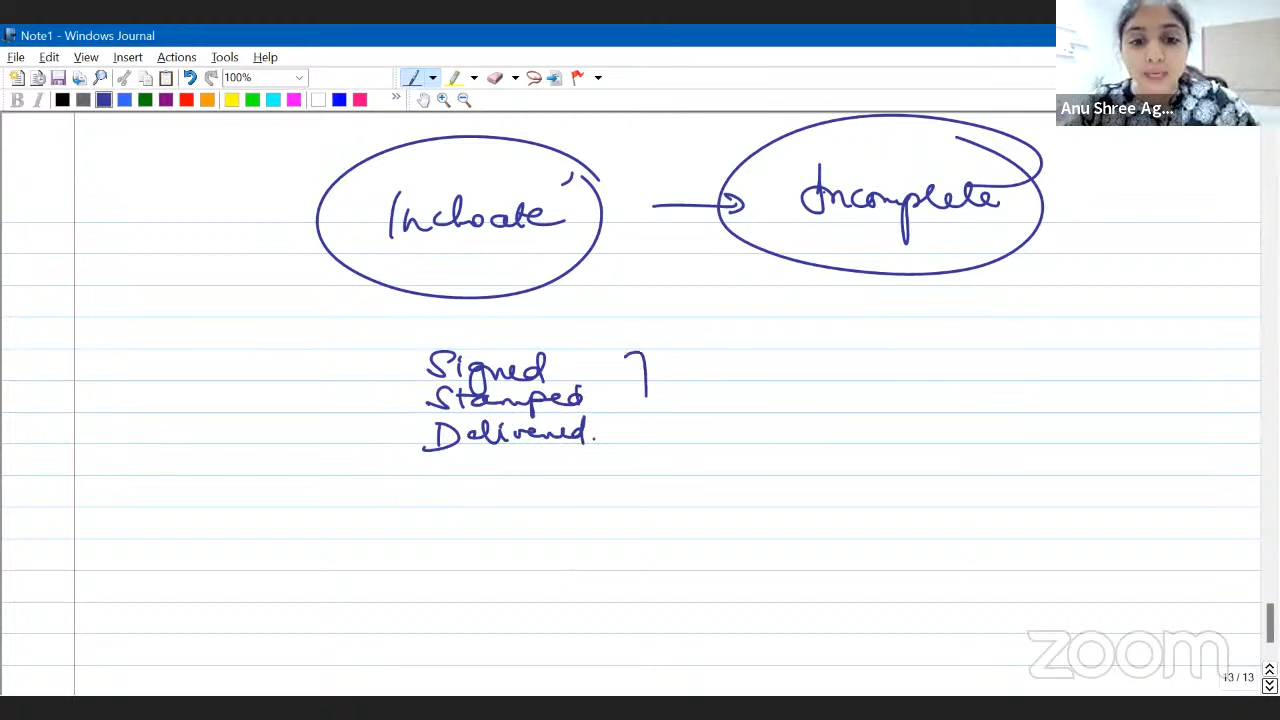 Note1 - Windows Journal
File Edit View Insert Actions Tools Help
100%
B I
Anu Shree Ag...
Inchoate Incomplete
Signed
Stamped
Delivered.
zoom
13 / 13